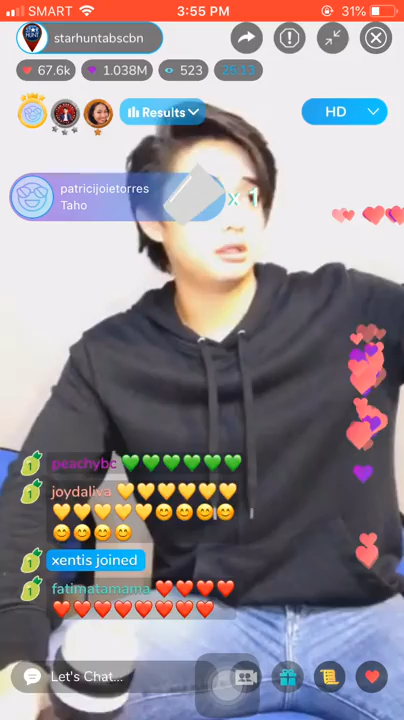 SMART
3:55 PM
31%
starhuntabscbn
67.6k
1.038M
523
26:13
Results
HD
patricijoietorres
Taho
x 1
peachybc 💚💚💚💚💚💚
joydaliva 💛💛💛💛💛💛
💛💛💛💛💛😊😊😊😊
😊😊😊😊
xentis joined
fatimatamama ❤️❤️❤️❤️
❤️❤️❤️❤️❤️❤️❤️❤️
Let's Chat...